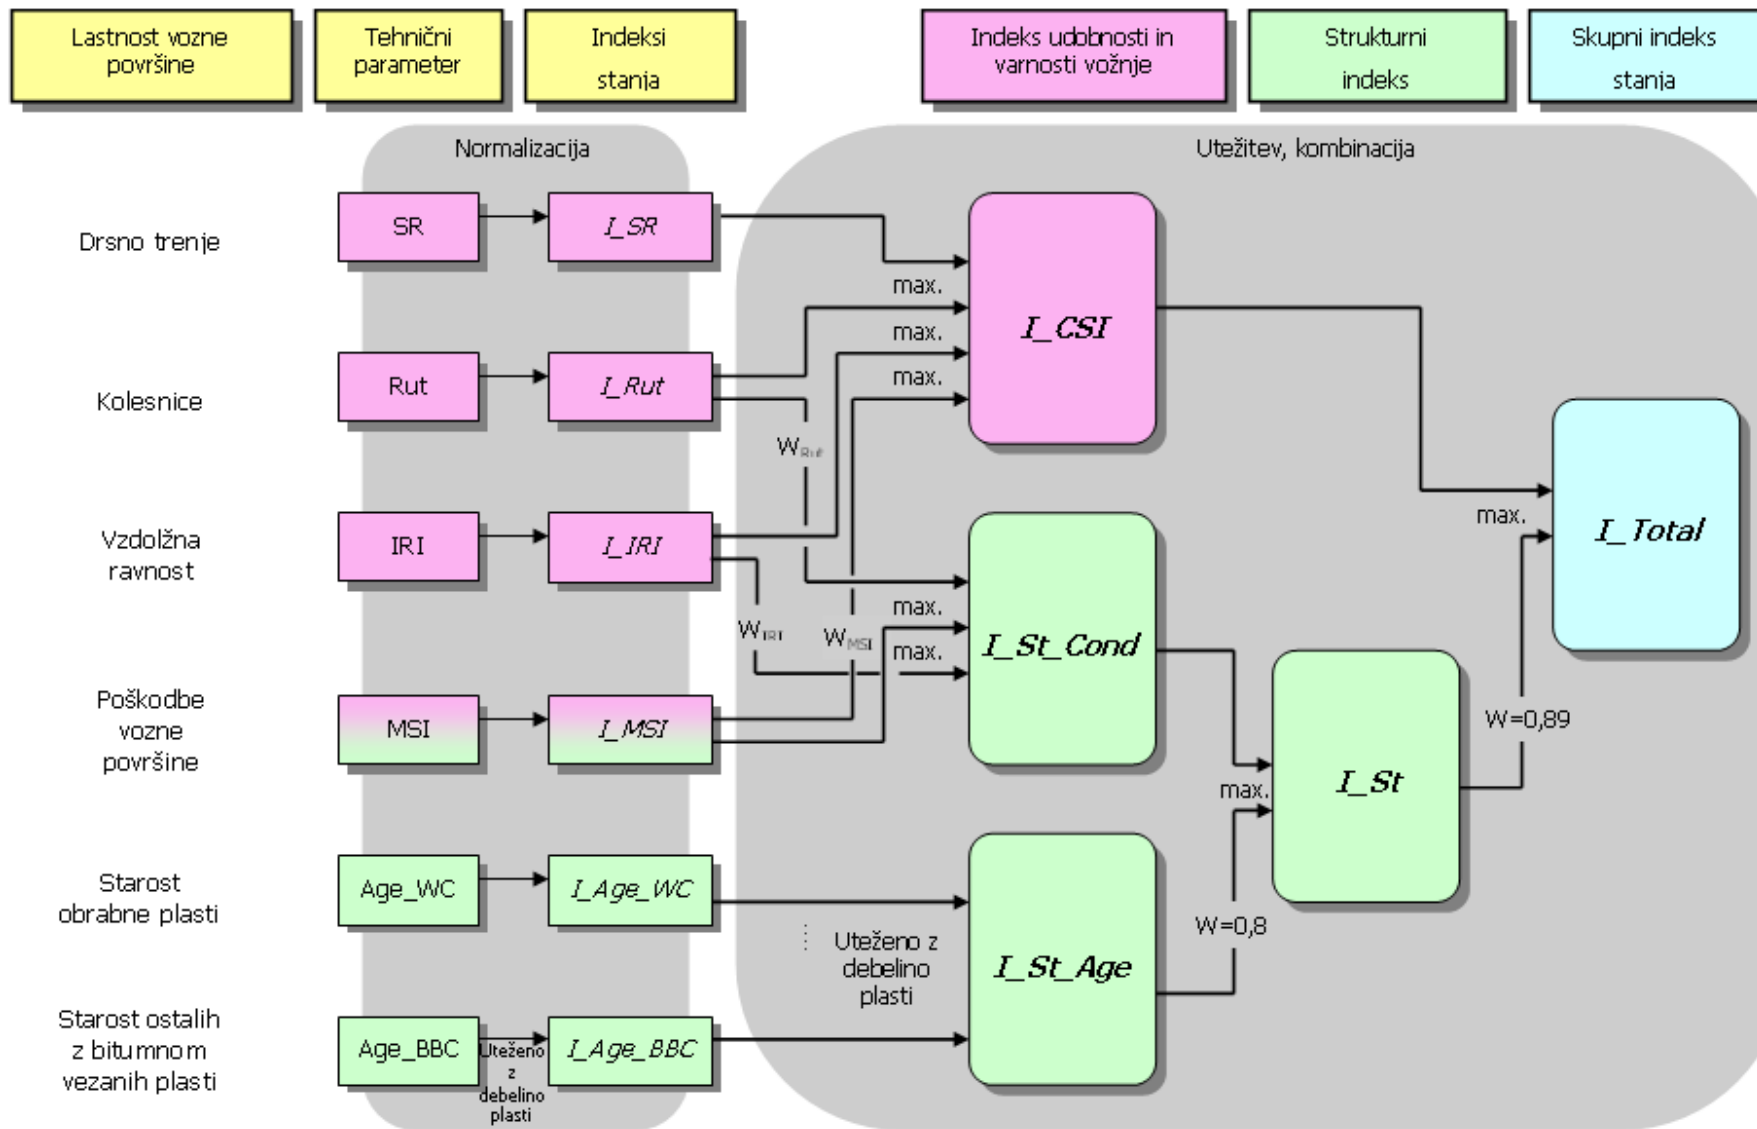 Lastnost vozne
površine
Tehnični
parameter
Indeksi
stanja
Indeks udobnosti in
varnosti vožnje
Strukturni
indeks
Skupni indeks
stanja
Normalizacija
Utežitev, kombinacija
Drsno trenje
SR
I_SR
max.
max.
max.
I_CSI
Kolesnice
Rut
I_Rut
W_Rut
Vzdolžna
ravnost
IRI
I_IRI
W_IRI
W_MSI
max.
max.
I_St_Cond
max.
I_Total
Poškodbe
vozne
površine
MSI
I_MSI
max.
I_St
W=0,89
Starost
obrabne plasti
Age_WC
I_Age_WC
Uteženo z
debelino
plasti
I_St_Age
W=0,8
Starost ostalih
z bitumnom
vezanih plasti
Age_BBC
Uteženo
z
debelino
plasti
I_Age_BBC